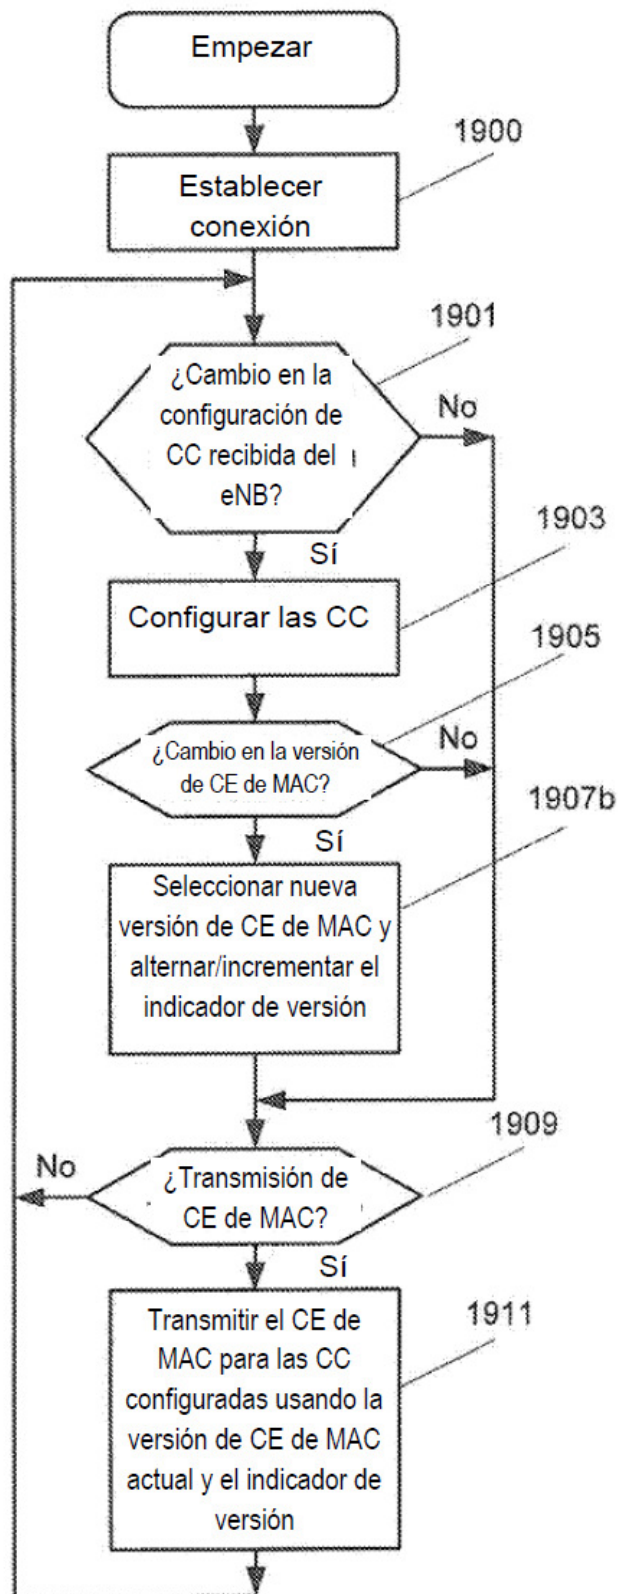 Empezar
1900
Establecer
conexión
1901
¿Cambio en la
configuración de
CC recibida del
eNB?
No
Sí
1903
Configurar las CC
1905
¿Cambio en la versión
de CE de MAC?
No
Sí
1907b
Seleccionar nueva
versión de CE de MAC y
alternar/incrementar el
indicador de versión
1909
¿Transmisión de
CE de MAC?
No
Sí
1911
Transmitir el CE de
MAC para las CC
configuradas usando la
versión de CE de MAC
actual y el indicador de
versión